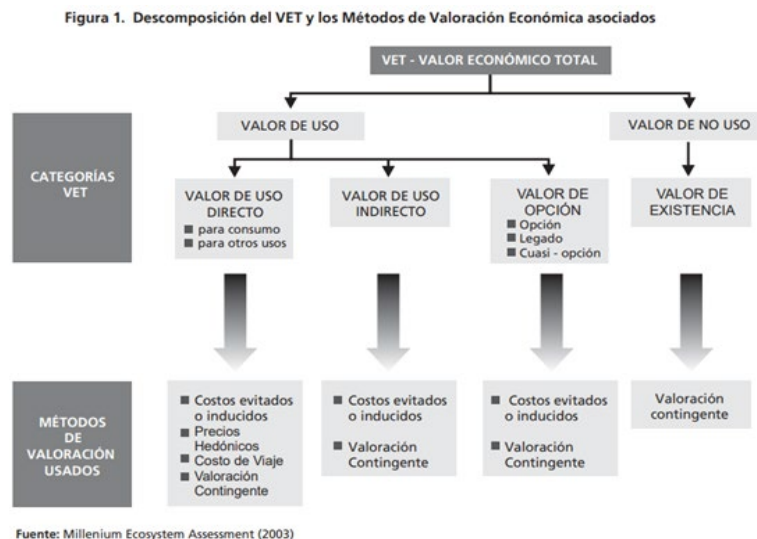 Figura 1. Descomposición del VET y los Métodos de Valoración Económica asociados
VET - VALOR ECONÓMICO TOTAL
VALOR DE USO
VALOR DE NO USO
CATEGORÍAS
VET
VALOR DE USO
DIRECTO
■ para consumo
■ para otros usos
VALOR DE USO
INDIRECTO
VALOR DE
OPCIÓN
■ Opción
■ Legado
■ Cuasi - opción
VALOR DE
EXISTENCIA
MÉTODOS
DE
VALORACIÓN
USADOS
■ Costos evitados
o inducidos
■ Precios
Hedónicos
■ Costo de Viaje
■ Valoración
Contingente
■ Costos evitados
o inducidos
■ Valoración
Contingente
■ Costos evitados
o inducidos
■ Valoración
Contingente
Valoración
contingente
Fuente: Millenium Ecosystem Assessment (2003)